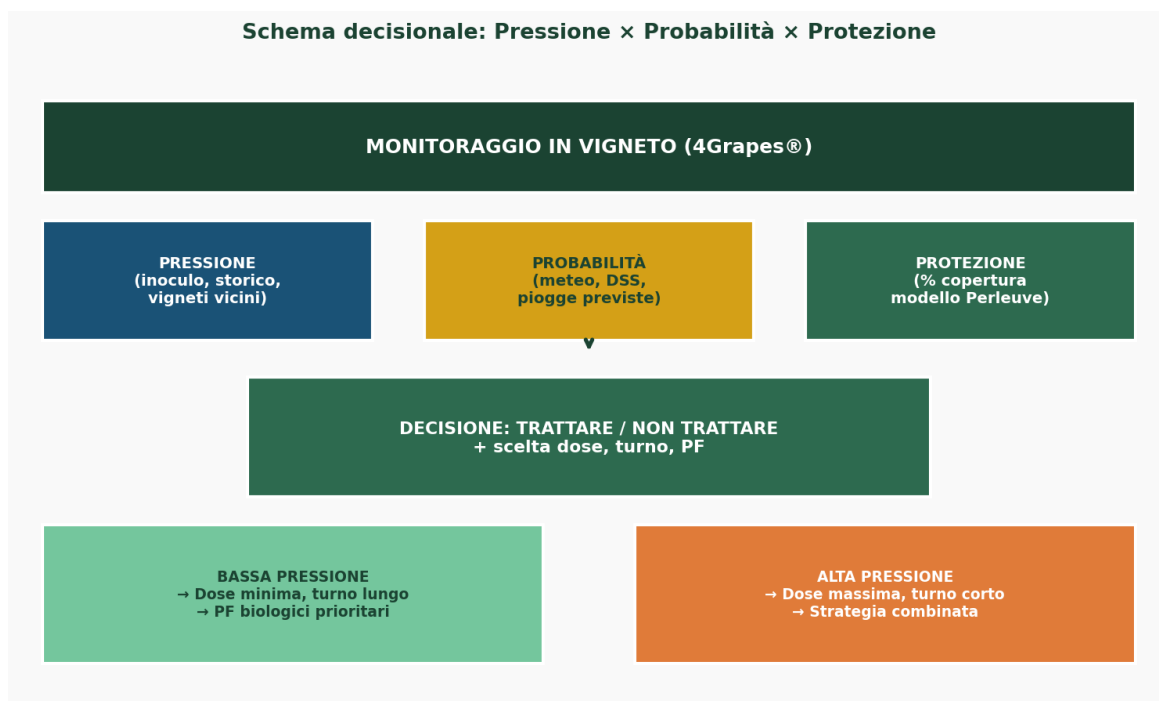 Schema decisionale: Pressione × Probabilità × Protezione
MONITORAGGIO IN VIGNETO (4Grapes®)
PRESSIONE
(inoculo, storico,
vigneti vicini)
PROBABILITÀ
(meteo, DSS,
piogge previste)
PROTEZIONE
(% copertura
modello Perleuve)
DECISIONE: TRATTARE / NON TRATTARE
+ scelta dose, turno, PF
BASSA PRESSIONE
→ Dose minima, turno lungo
→ PF biologici prioritari
ALTA PRESSIONE
→ Dose massima, turno corto
→ Strategia combinata